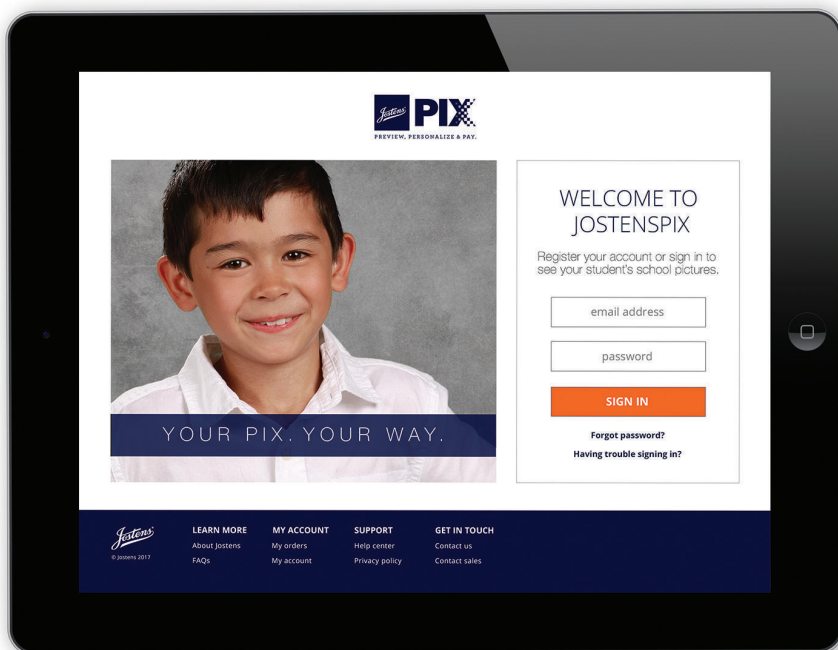 Jostens PIX
PREVIEW, PERSONALIZE & PAY.
YOUR PIX. YOUR WAY.
WELCOME TO
JOSTENSPIX
Register your account or sign in to
see your student's school pictures.
email address
password
SIGN IN
Forgot password?
Having trouble signing in?
Jostens
© Jostens 2017
LEARN MORE
About Jostens
FAQs
MY ACCOUNT
My orders
My account
SUPPORT
Help center
Privacy policy
GET IN TOUCH
Contact us
Contact sales